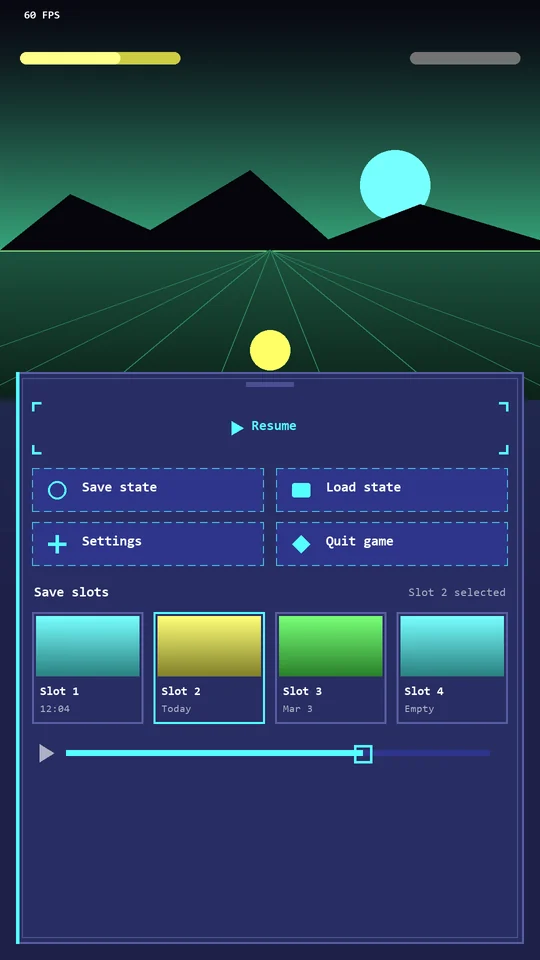 60 FPS
Resume
Save state
Load state
Settings
Quit game
Save slots
Slot 2 selected
Slot 1
12:04
Slot 2
Today
Slot 3
Mar 3
Slot 4
Empty